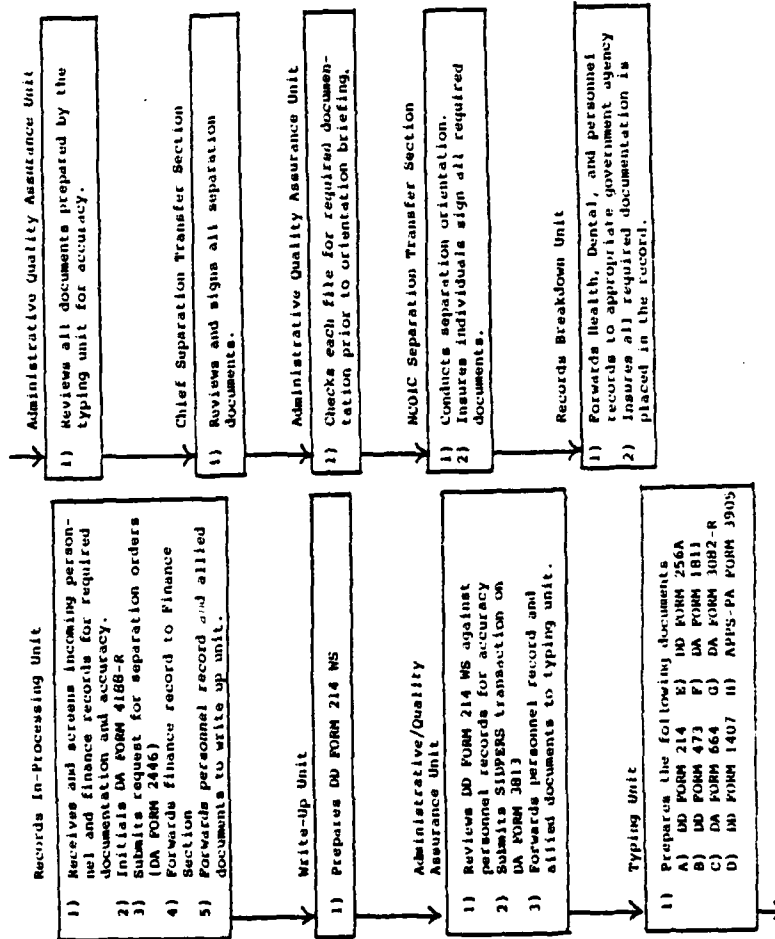 Records In-Processing Unit
1) Receives and screens incoming person-
nel and finance records for required
documentation and accuracy.
2) Initials DA FORM 4188-R
3) Submits request for separation orders
(DA FORM 2446)
4) Forwards finance record to Finance
Section
5) Forwards personnel record and allied
documents to write up unit.
Write-Up Unit
1) Prepares DD FORM 214 WS
Administrative/Quality
Assurance Unit
1) Reviews DD FORM 214 WS against
personnel records for accuracy
2) Submits SIDPERS transaction on
DA FORM 3813
3) Forwards personnel record and
allied documents to typing unit.
Typing Unit
1) Prepares the following documents
A) DD FORM 214 E) DD FORM 256A
B) DD FORM 473 F) DA FORM 1811
C) DA FORM 664 G) DA FORM 3082-R
D) DD FORM 1407 H) APPS-PA FORM 3905
Administrative Quality Assurance Unit
1) Reviews all documents prepared by the
typing unit for accuracy.
Chief Separation Transfer Section
1) Reviews and signs all separation
documents.
Administrative Quality Assurance Unit
1) Checks each file for required documen-
tation prior to orientation briefing.
NCOIC Separation Transfer Section
1) Conducts separation orientation.
2) Insures individuals sign all required
documents.
Records Breakdown Unit
1) Forwards Health, Dental, and personnel
records to appropriate government agency
2) Insures all required documentation is
placed in the record.